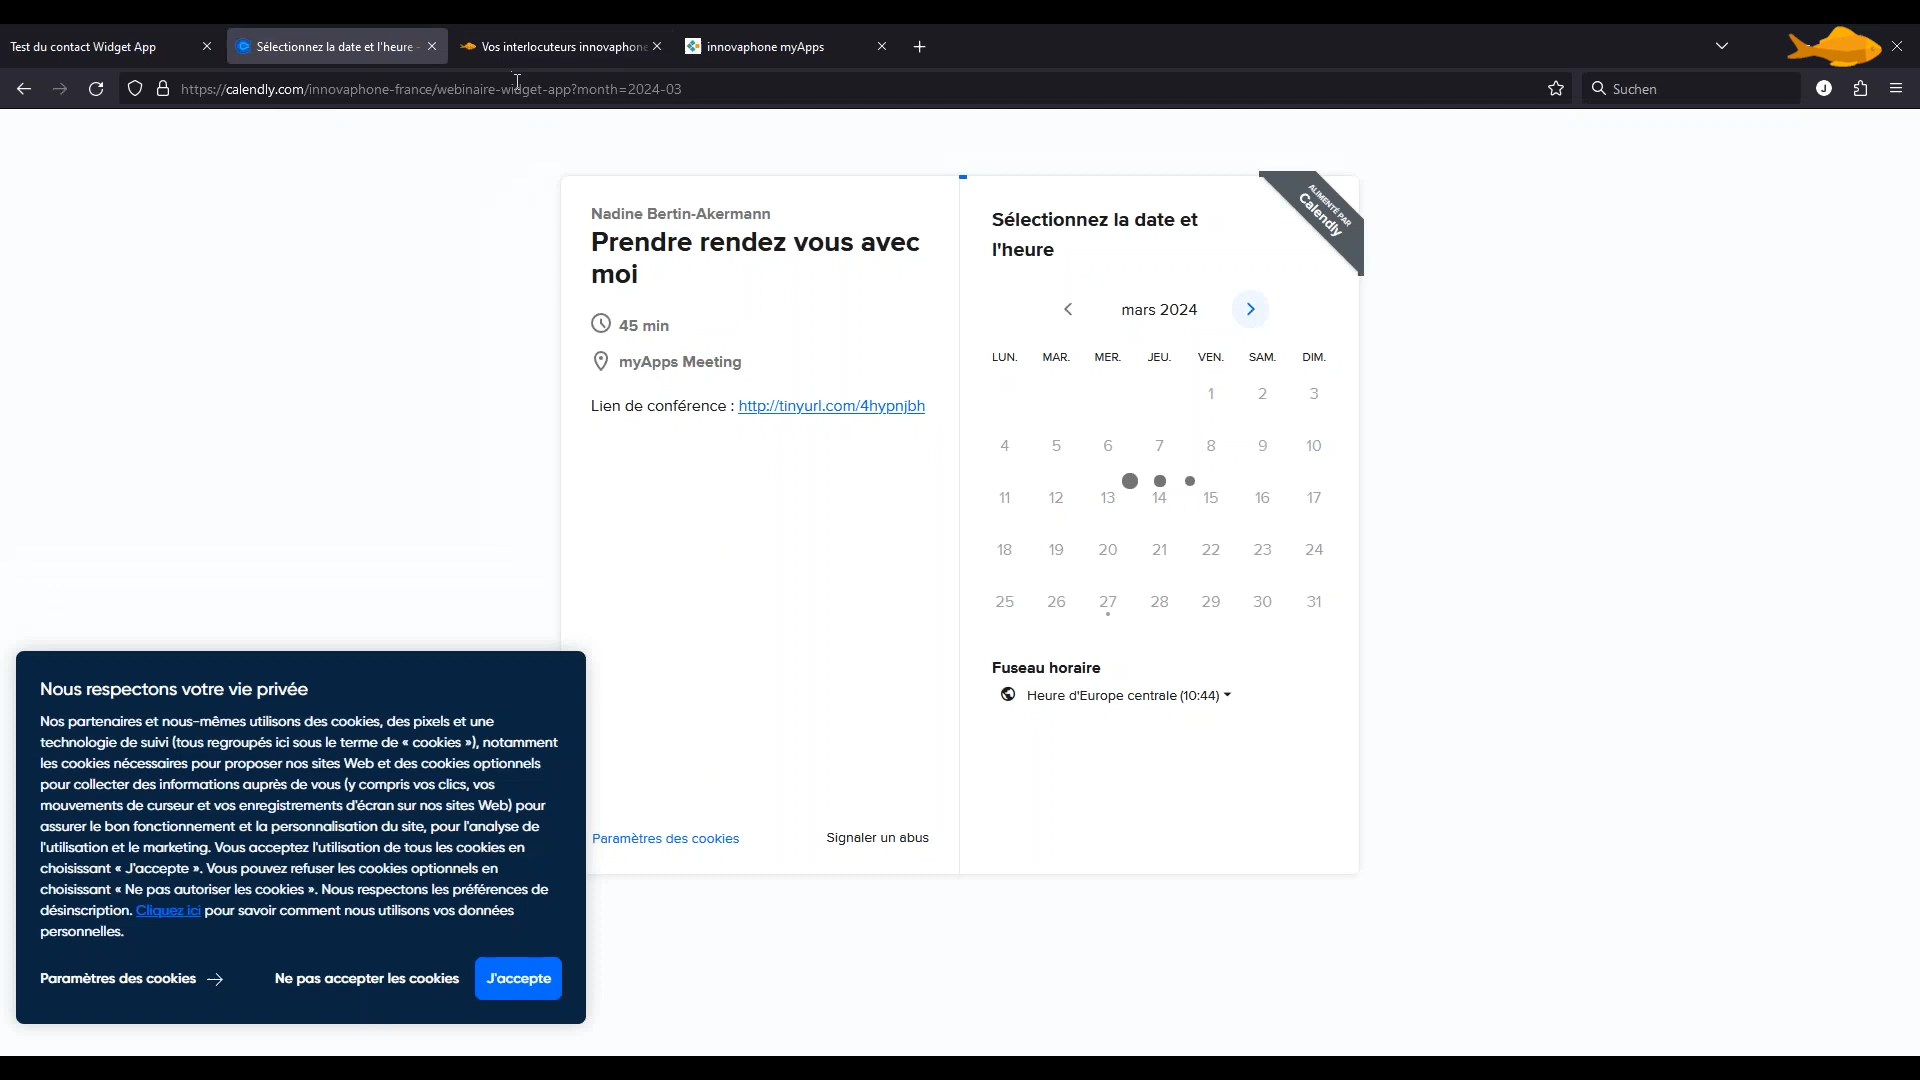 Test du contact Widget App
Sélectionnez la date et l'heure -
Vos interlocuteurs innovaphone
innovaphone myApps
https://calendly.com/innovaphone-france/webinaire-widget-app?month=2024-03
Suchen
J
Nadine Bertin-Akermann
Prendre rendez vous avec
moi
45 min
myApps Meeting
Lien de conférence : http://tinyurl.com/4hypnjbh
Paramètres des cookies
Signaler un abus
Sélectionnez la date et
l'heure
ALIMENTÉ PAR
Calendly
mars 2024
LUN. MAR. MER. JEU. VEN. SAM. DIM.
1 2 3
4 5 6 7 8 9 10
11 12 13 14 15 16 17
18 19 20 21 22 23 24
25 26 27 28 29 30 31
Fuseau horaire
Heure d'Europe centrale (10:44)
Nous respectons votre vie privée
Nos partenaires et nous-mêmes utilisons des cookies, des pixels et une
technologie de suivi (tous regroupés ici sous le terme de « cookies »), notamment
les cookies nécessaires pour proposer nos sites Web et des cookies optionnels
pour collecter des informations auprès de vous (y compris vos clics, vos
mouvements de curseur et vos enregistrements d'écran sur nos sites Web) pour
assurer le bon fonctionnement et la personnalisation du site, pour l'analyse de
l'utilisation et le marketing. Vous acceptez l'utilisation de tous les cookies en
choisissant « J'accepte ». Vous pouvez refuser les cookies optionnels en
choisissant « Ne pas autoriser les cookies ». Nous respectons les préférences de
désinscription. Cliquez ici pour savoir comment nous utilisons vos données
personnelles.
Paramètres des cookies
Ne pas accepter les cookies
J'accepte